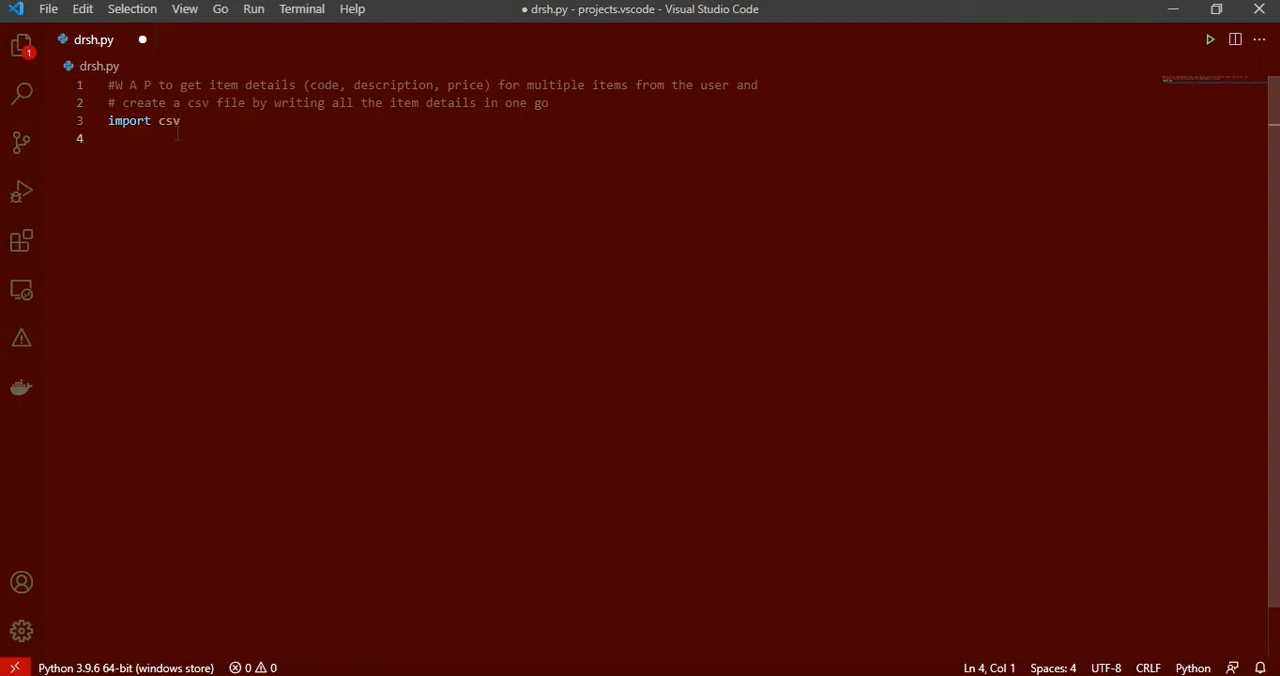 File Edit Selection View Go Run Terminal Help ● drsh.py - projects.vscode - Visual Studio Code
drsh.py
1
drsh.py
1 #W A P to get item details (code, description, price) for multiple items from the user and
2 # create a csv file by writing all the item details in one go
3 import csv
4
Python 3.9.6 64-bit (windows store) 0 0 Ln 4, Col 1 Spaces: 4 UTF-8 CRLF Python